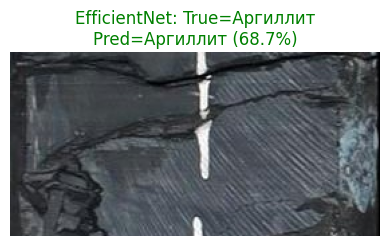 EfficientNet: True=Аргиллит
Pred=Аргиллит (68.7%)